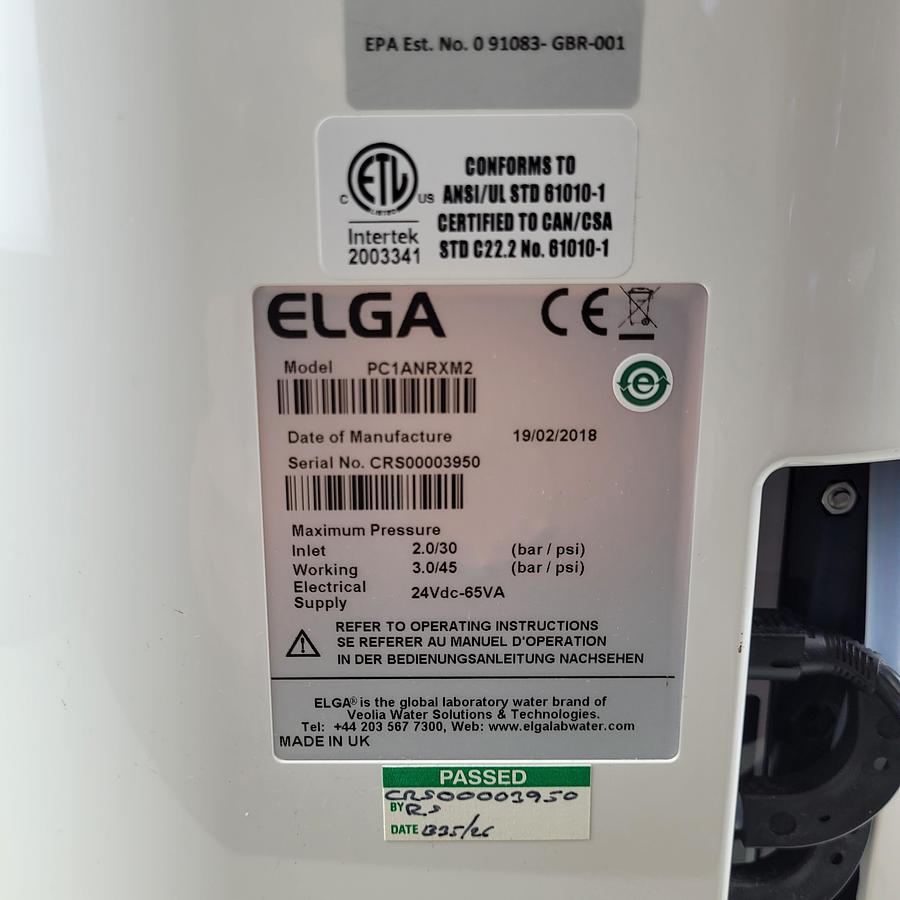 EPA Est. No. 0 91083- GBR-001
ETL
LISTED
C US
Intertek
2003341
CONFORMS TO
ANSI/UL STD 61010-1
CERTIFIED TO CAN/CSA
STD C22.2 No. 61010-1
ELGA CE
Model PC1ANRXM2
e
Date of Manufacture 19/02/2018
Serial No. CRS00003950
Maximum Pressure
Inlet 2.0/30 (bar / psi)
Working 3.0/45 (bar / psi)
Electrical
Supply 24Vdc-65VA
REFER TO OPERATING INSTRUCTIONS
SE REFERER AU MANUEL D'OPERATION
IN DER BEDIENUNGSANLEITUNG NACHSEHEN
ELGA® is the global laboratory water brand of
Veolia Water Solutions & Technologies.
Tel: +44 203 567 7300, Web: www.elgalabwater.com
MADE IN UK
PASSED
CRS00003950
BY RS
DATE